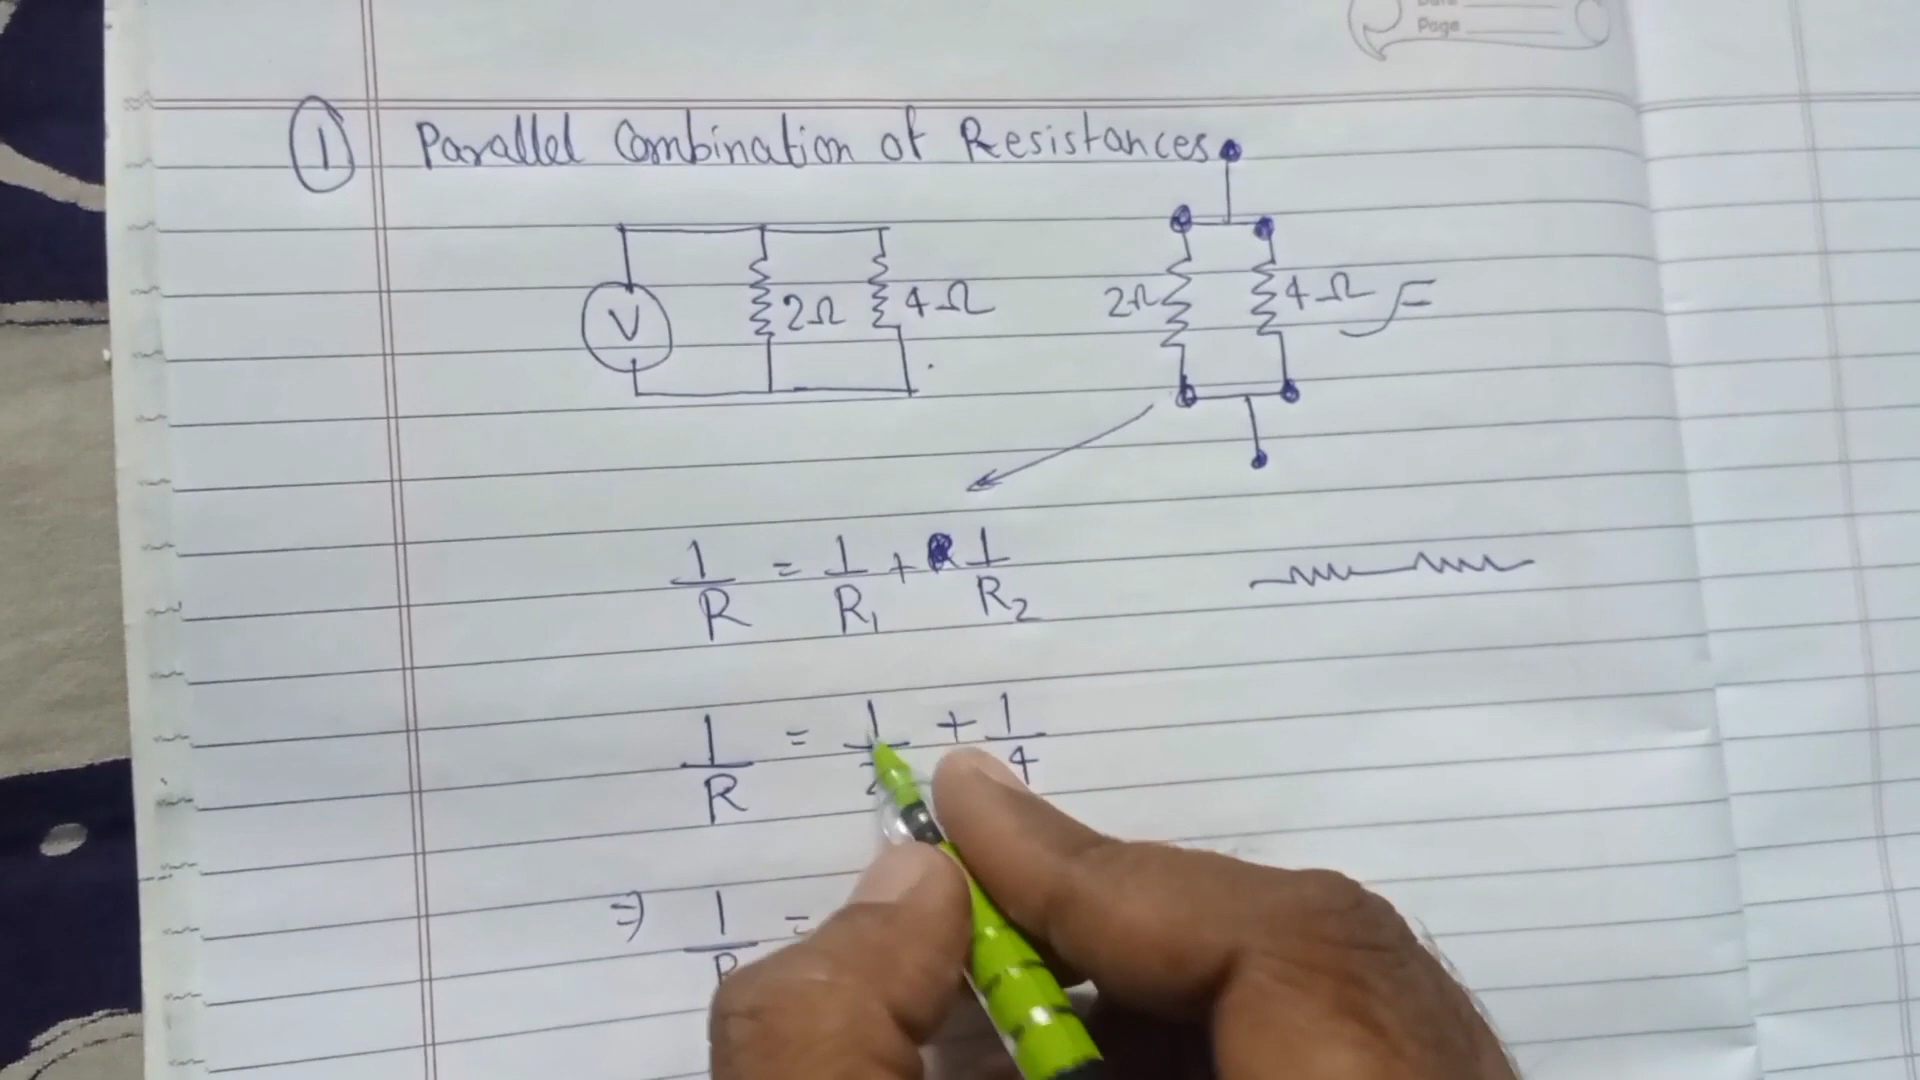 Page
① Parallel Combination of Resistances
V 2Ω 4Ω 2Ω 4Ω
1/R = 1/R₁ + 1/R₂
1/R = 1/2 + 1/4
⇒ 1/R =